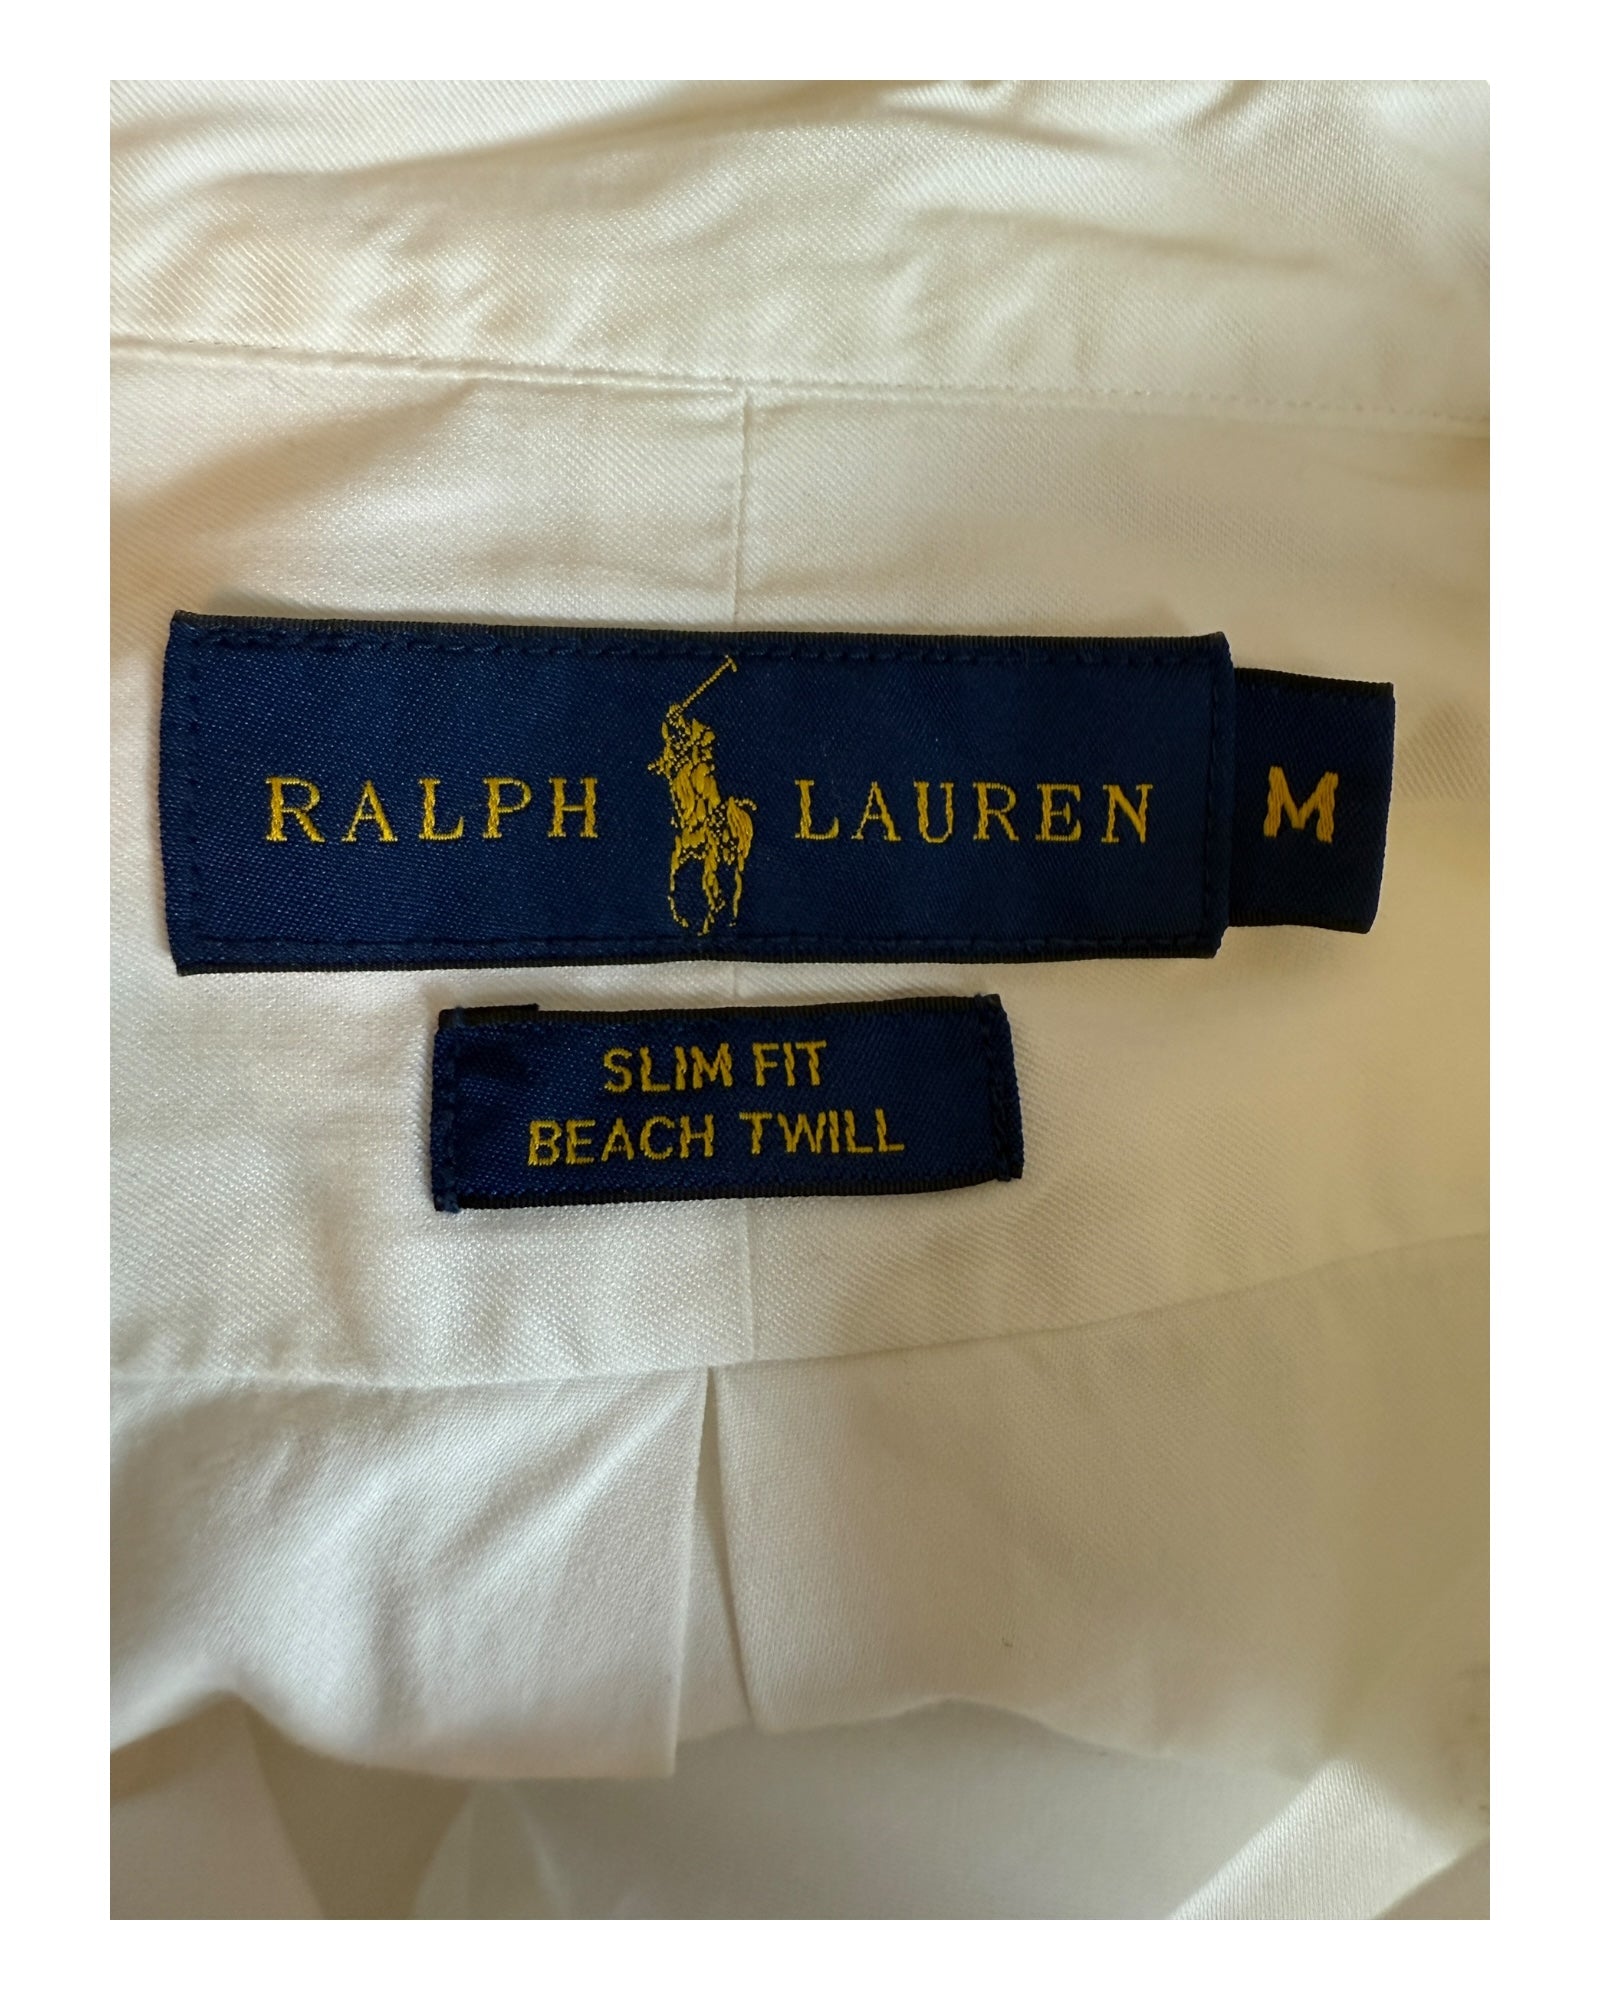 RALPH LAUREN M
SLIM FIT
BEACH TWILL